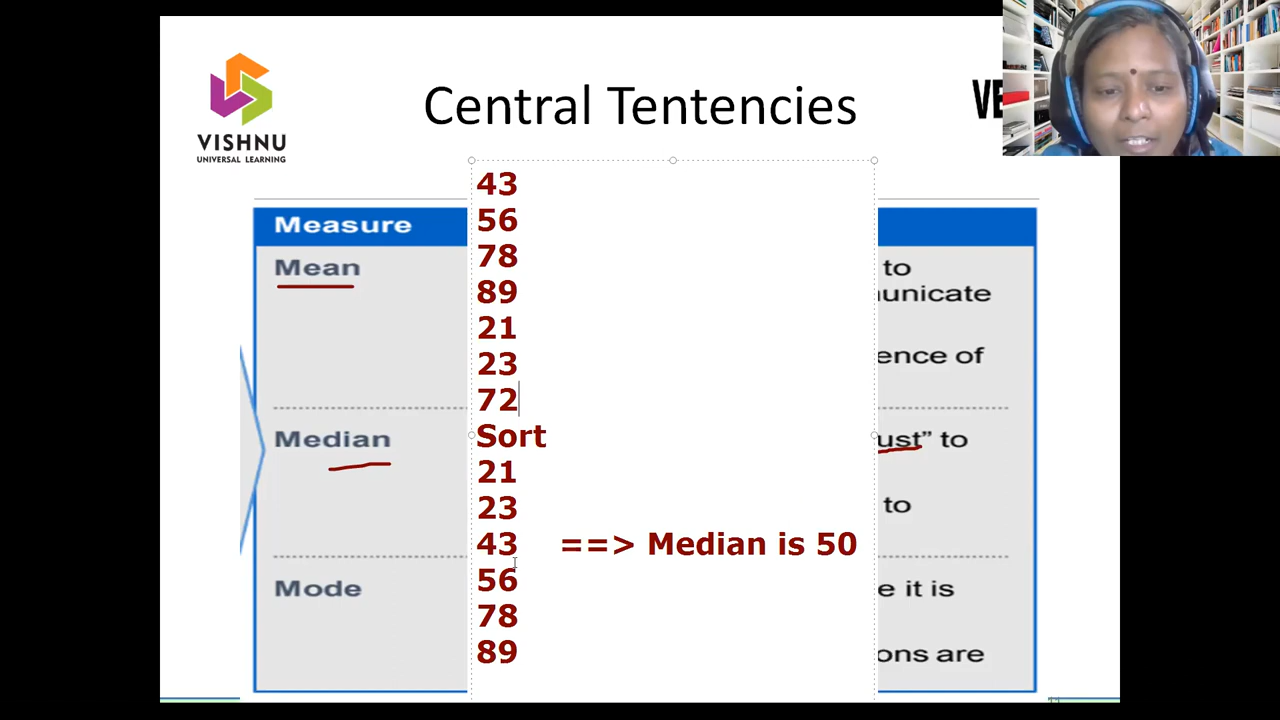 VISHNU
UNIVERSAL LEARNING
Central Tentencies
VE
Measure
Mean
Median
Mode
43
56
78
89
21
23
72
Sort
21
23
43 ==> Median is 50
56
78
89
to
unicate
ence of
ust” to
to
e it is
ons are